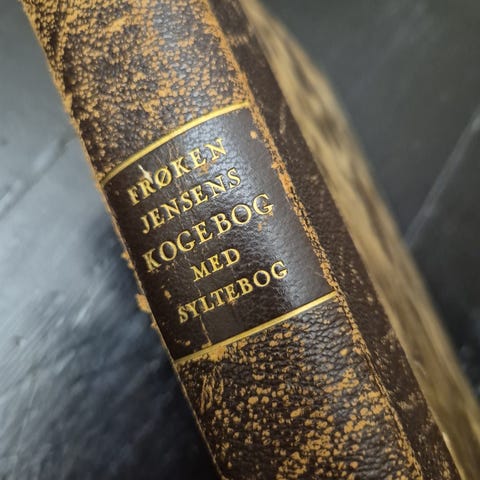 FRØKEN
JENSENS
KOGEBOG
MED
SYLTEBOG